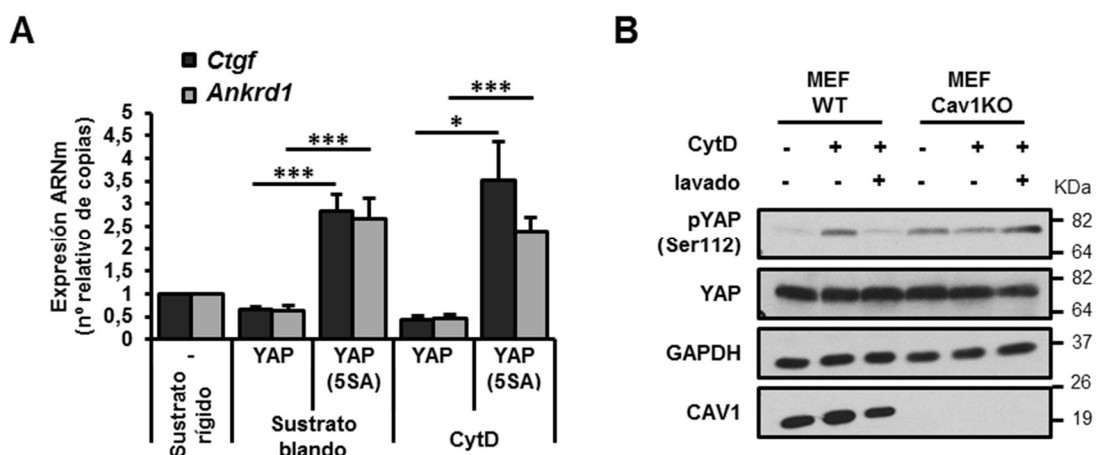 A
Ctgf
Ankrd1
Expresión ARNm
(nº relativo de copias)
5
4,5
4
3,5
3
2,5
2
1,5
1
0,5
0
***
***
*
***
- YAP YAP (5SA) YAP YAP (5SA)
Sustrato rígido
Sustrato blando
CytD
B
MEF WT
MEF Cav1KO
CytD - + + - + +
lavado - - + - - +
KDa
pYAP (Ser112)
82
64
YAP
82
64
GAPDH
37
26
CAV1
19